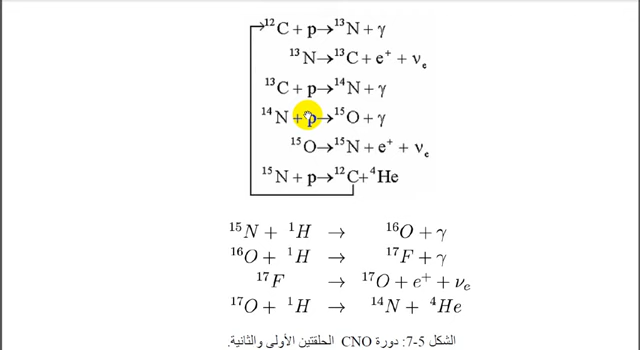 ¹²C + p → ¹³N + γ
¹³N → ¹³C + e⁺ + νₑ
¹³C + p → ¹⁴N + γ
¹⁴N + p → ¹⁵O + γ
¹⁵O → ¹⁵N + e⁺ + νₑ
¹⁵N + p → ¹²C + ⁴He
¹⁵N + ¹H → ¹⁶O + γ
¹⁶O + ¹H → ¹⁷F + γ
¹⁷F → ¹⁷O + e⁺ + νₑ
¹⁷O + ¹H → ¹⁴N + ⁴He
الشكل 5-7: دورة CNO الحلقتين الأولى والثانية.